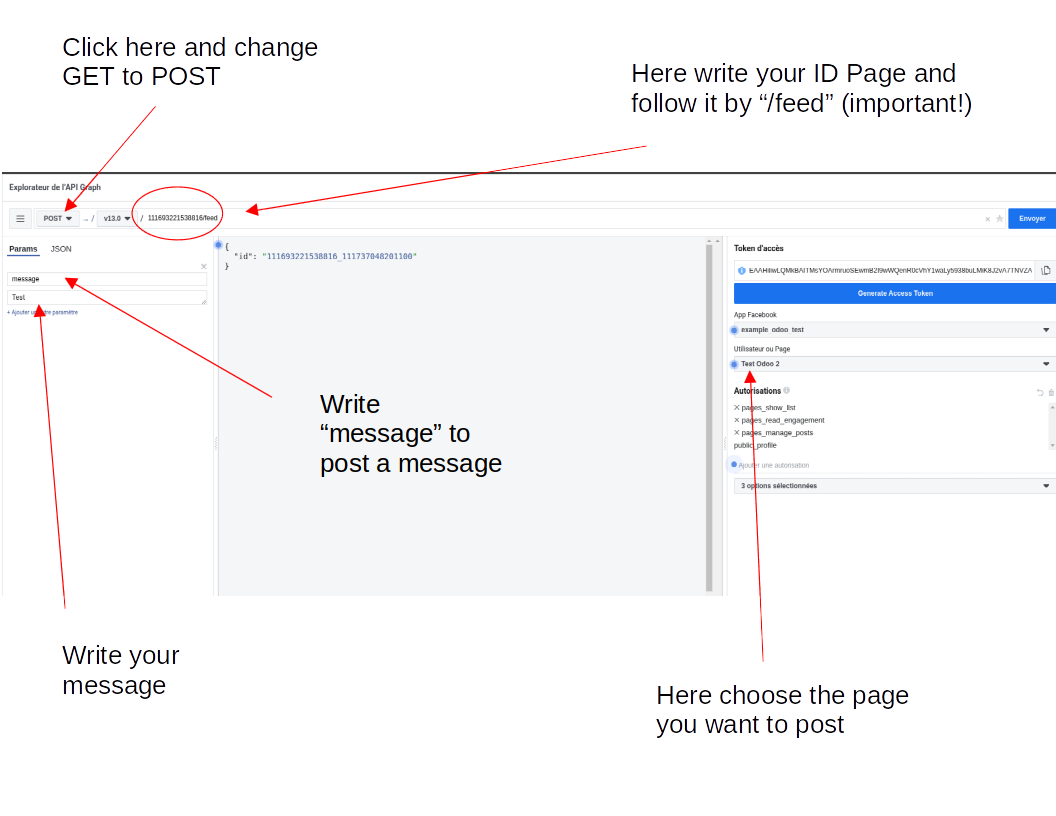 Click here and change
GET to POST
Here write your ID Page and
follow it by “/feed” (important!)
Explorateur de l'API Graph
POST → / v13.0 / 111693221538816/feed
Envoyer
Params JSON
message
Test
+ Ajouter un autre paramètre
{
"id": "111693221538816_111737048201100"
}
Token d'accès
Generate Access Token
App Facebook
example_odoo_test
Utilisateur ou Page
Test Odoo 2
Autorisations
pages_show_list
pages_read_engagement
pages_manage_posts
public_profile
Ajouter une autorisation
3 options sélectionnées
Write
“message” to
post a message
Write your
message
Here choose the page
you want to post